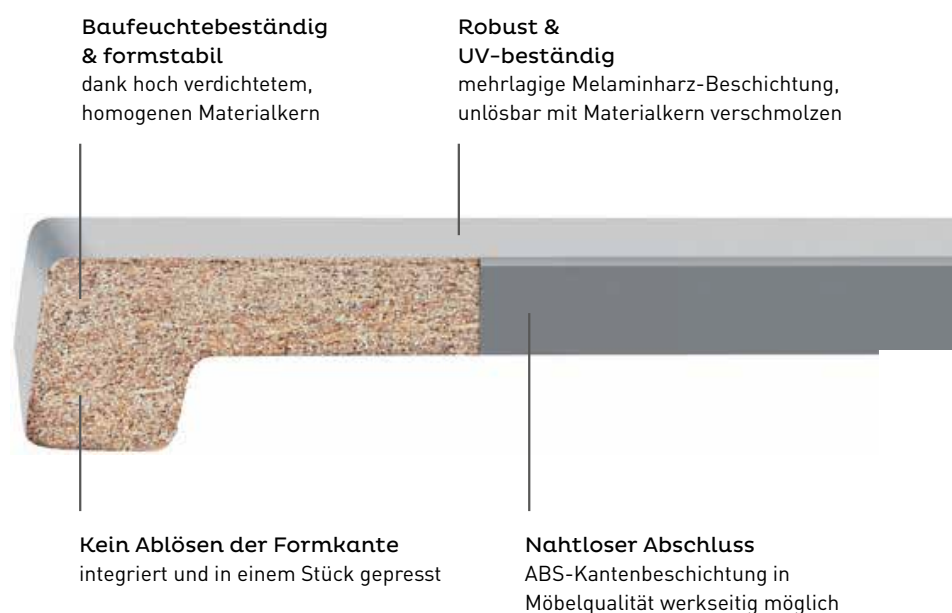 Baufeuchtebeständig
& formstabil
dank hoch verdichtetem,
homogenen Materialkern
Robust &
UV-beständig
mehrlagige Melaminharz-Beschichtung,
unlösbar mit Materialkern verschmolzen
Kein Ablösen der Formkante
integriert und in einem Stück gepresst
Nahtloser Abschluss
ABS-Kantenbeschichtung in
Möbelqualität werkseitig möglich